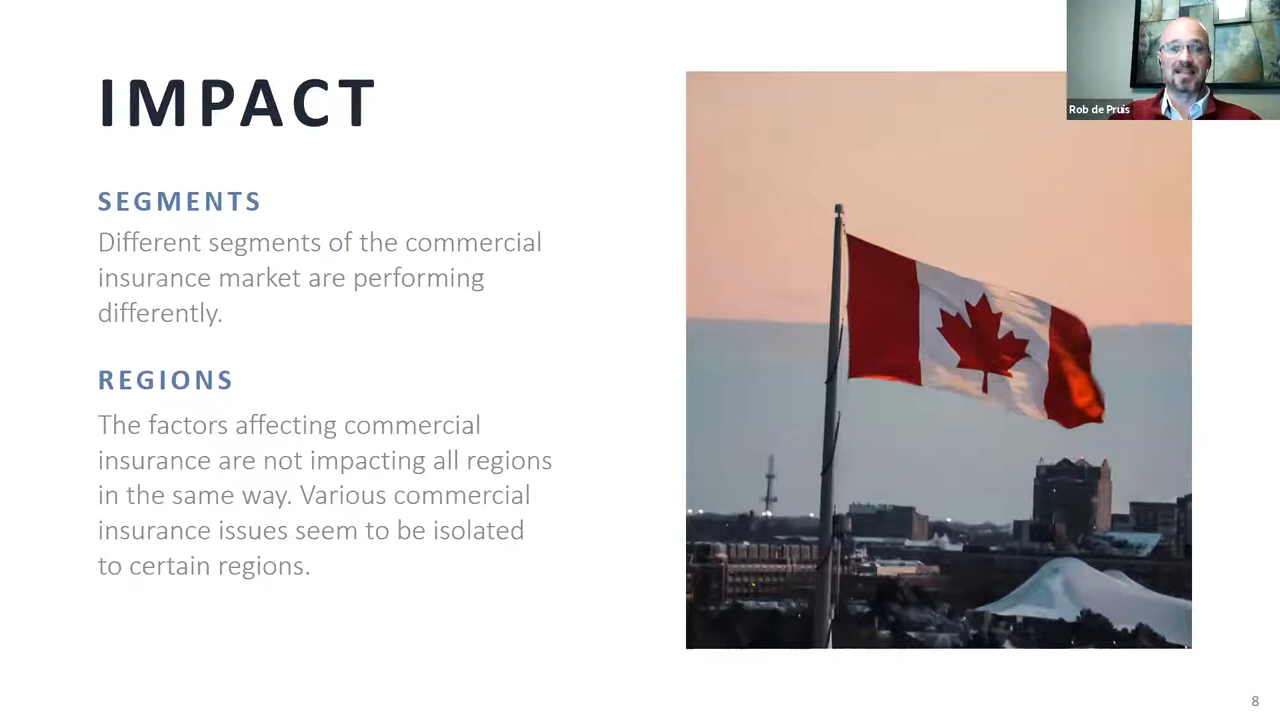 IMPACT
SEGMENTS
Different segments of the commercial
insurance market are performing
differently.
REGIONS
The factors affecting commercial
insurance are not impacting all regions
in the same way. Various commercial
insurance issues seem to be isolated
to certain regions.
Rob de Pruis
8